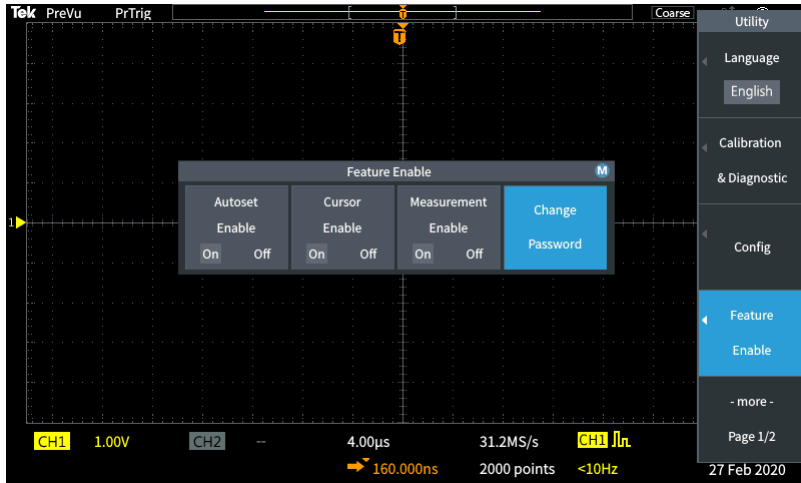 Tek PreVu PrTrig Coarse
T
T
Utility
Language
English
Calibration
& Diagnostic
Config
Feature
Enable
- more -
Page 1/2
Feature Enable M
Autoset Enable On Off
Cursor Enable On Off
Measurement Enable On Off
Change Password
1
CH1 1.00V CH2 -- 4.00µs 31.2MS/s CH1
160.000ns 2000 points <10Hz 27 Feb 2020